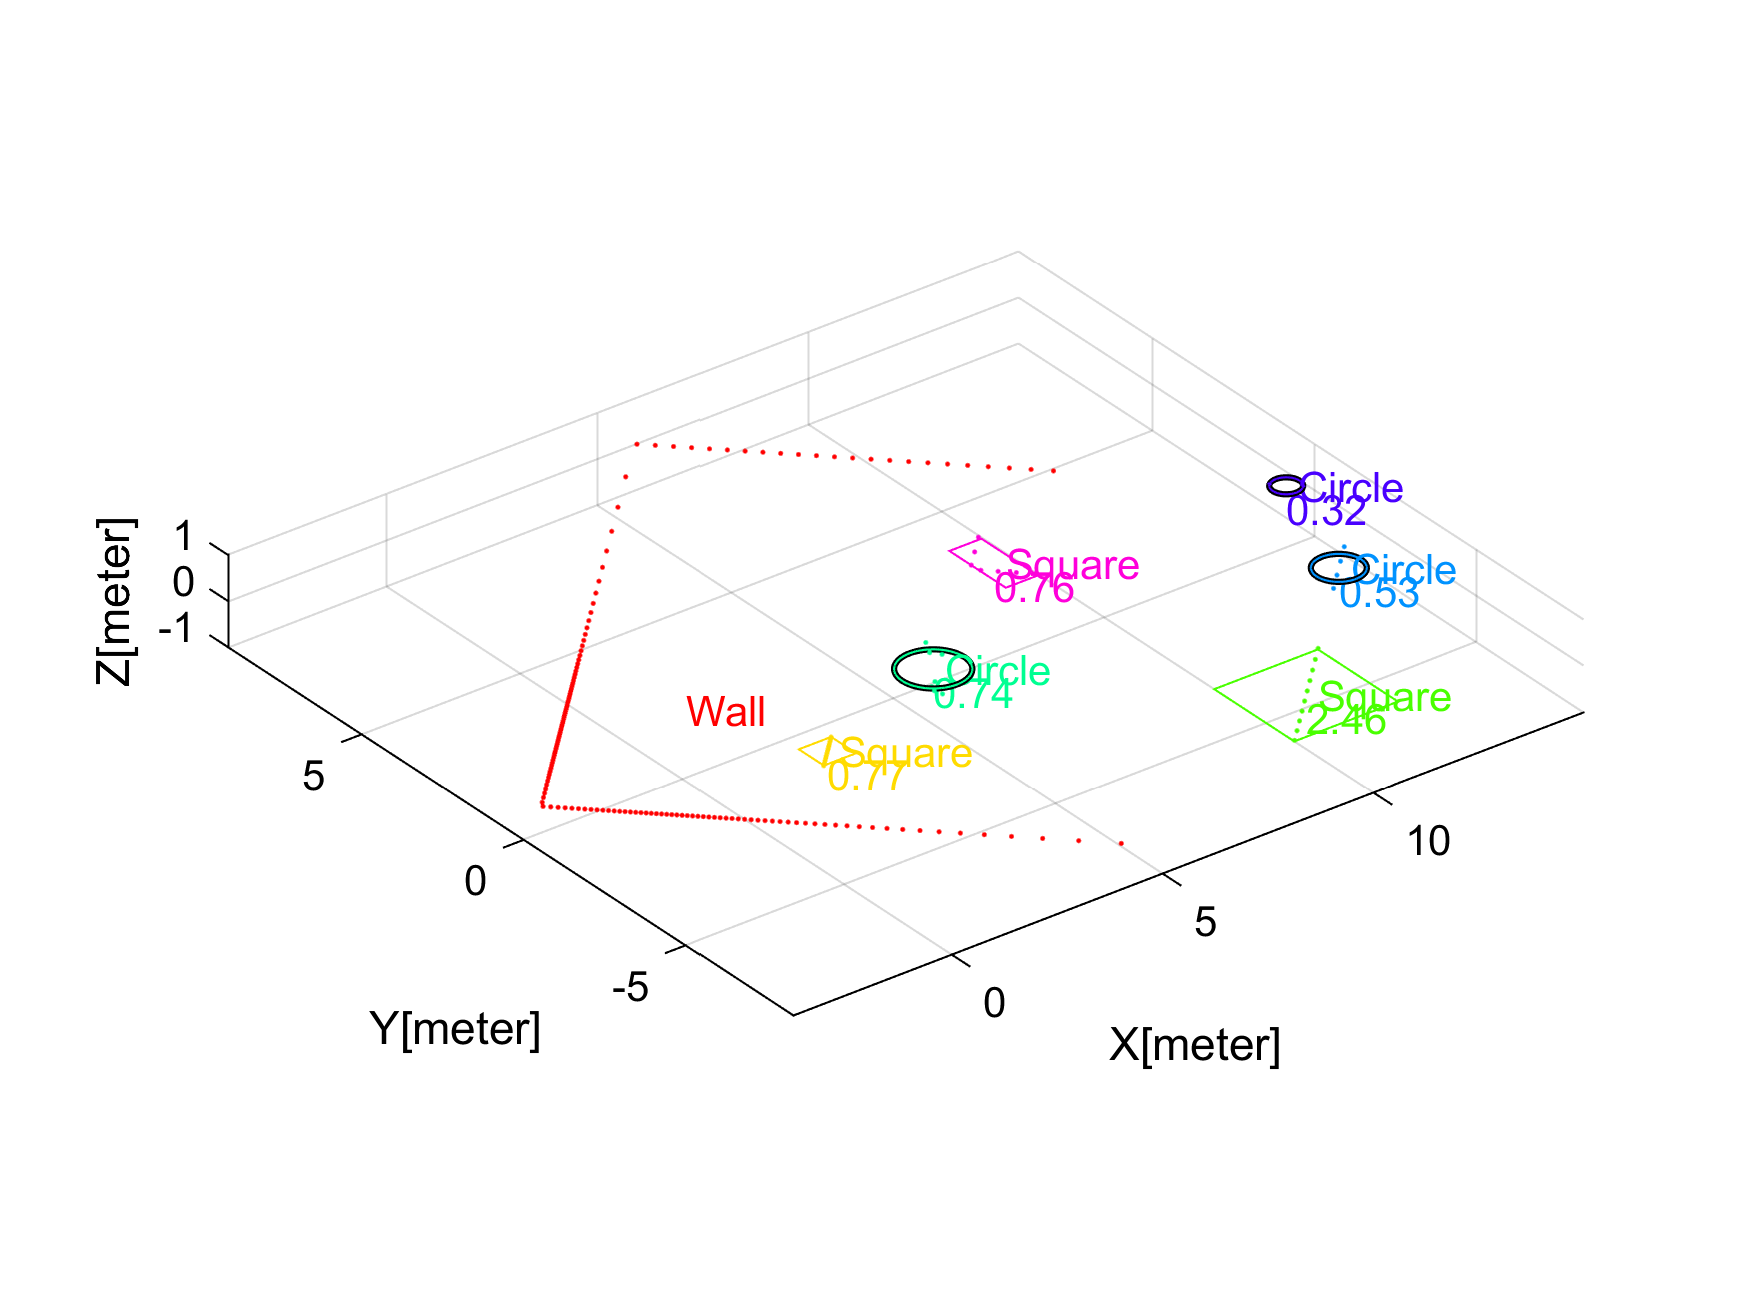 Circle
0.32
1
0
-1
Z[meter]
Square
0.76
Circle
0.53
Circle
0.74
Square
2.46
Wall
Square
0.77
5
0
-5
Y[meter]
10
5
0
X[meter]